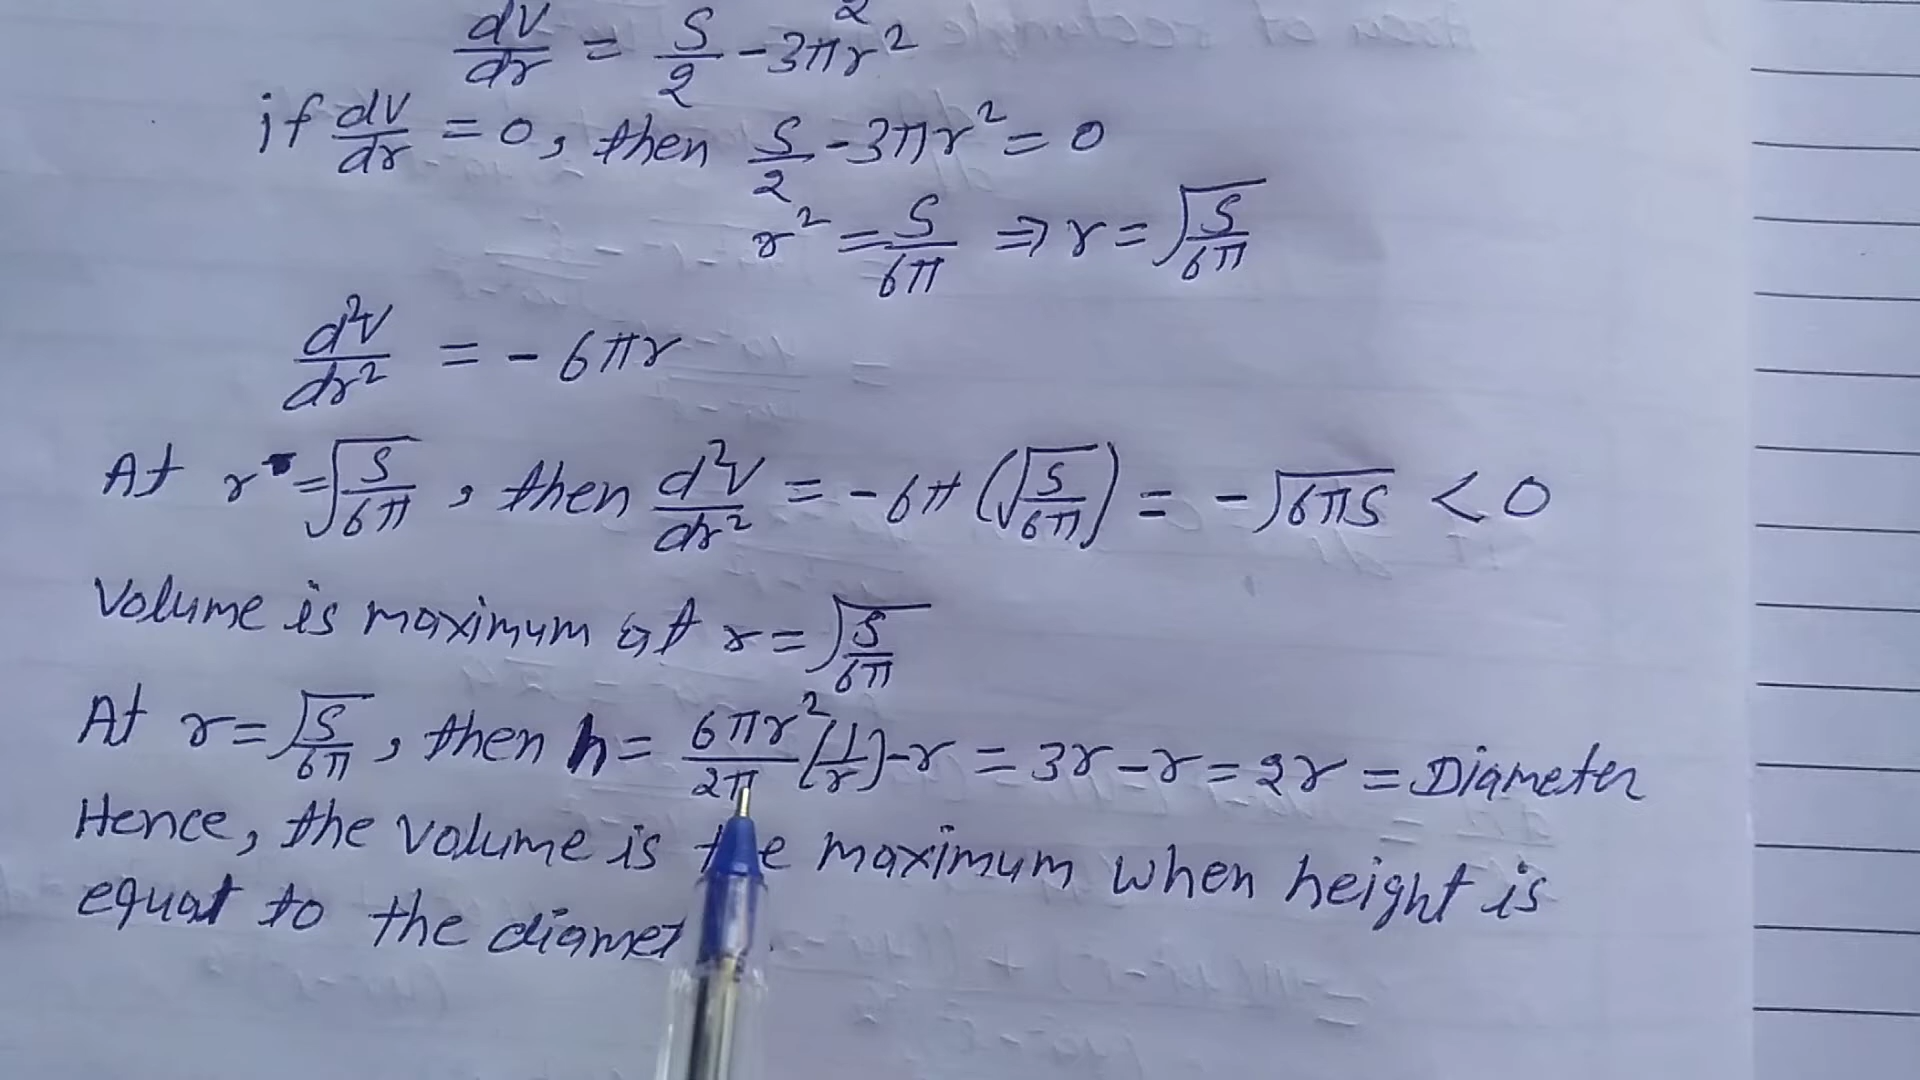 dV/dr = S/2 - 3πr²
if dV/dr = 0, then S/2 - 3πr² = 0
r² = S/6π ⇒ r = √(S/6π)
d²V/dr² = - 6πr
At r = √(S/6π), then d²V/dr² = -6π (√(S/6π)) = - √(6πS) < 0
Volume is maximum at r = √(S/6π)
At r = √(S/6π), then h = 6πr²/2π (1/r) - r = 3r - r = 2r = Diameter
Hence, the volume is the maximum when height is
equal to the diamet